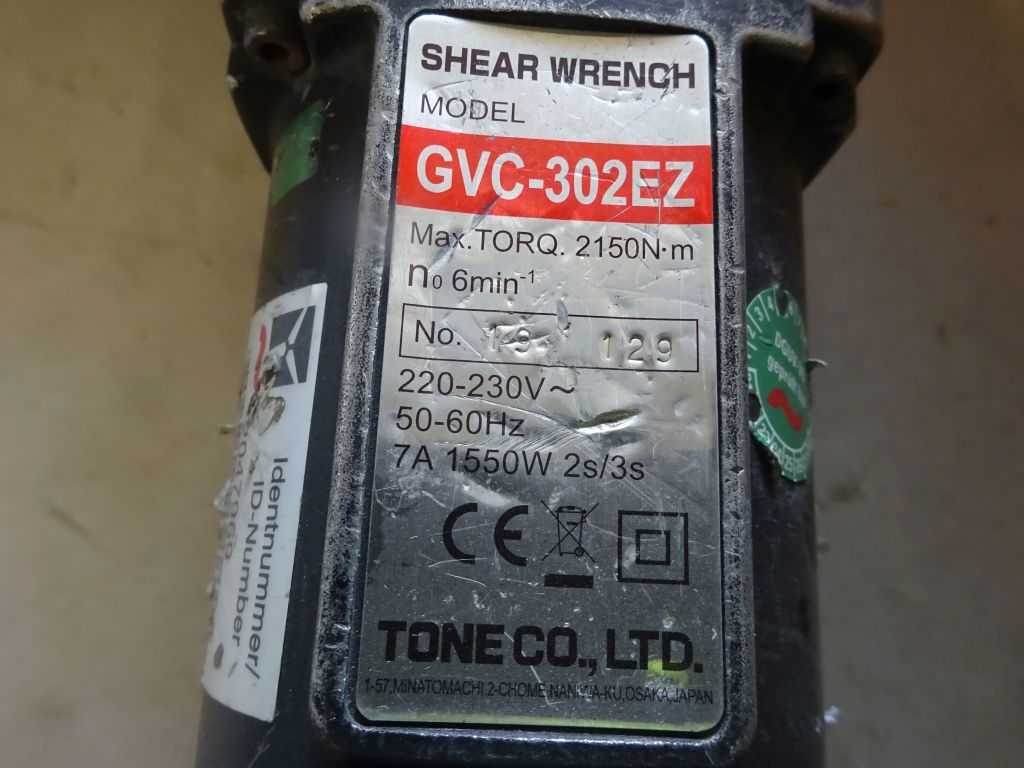 SHEAR WRENCH
MODEL
GVC-302EZ
Max.TORQ. 2150N·m
n₀ 6min⁻¹
No. 19 129
220-230V~
50-60Hz
7A 1550W 2s/3s
CE
TONE CO., LTD.
1-57,MINATOMACHI,2-CHOME,NANIWA-KU,OSAKA,JAPAN
Identnummer/
ID-Number